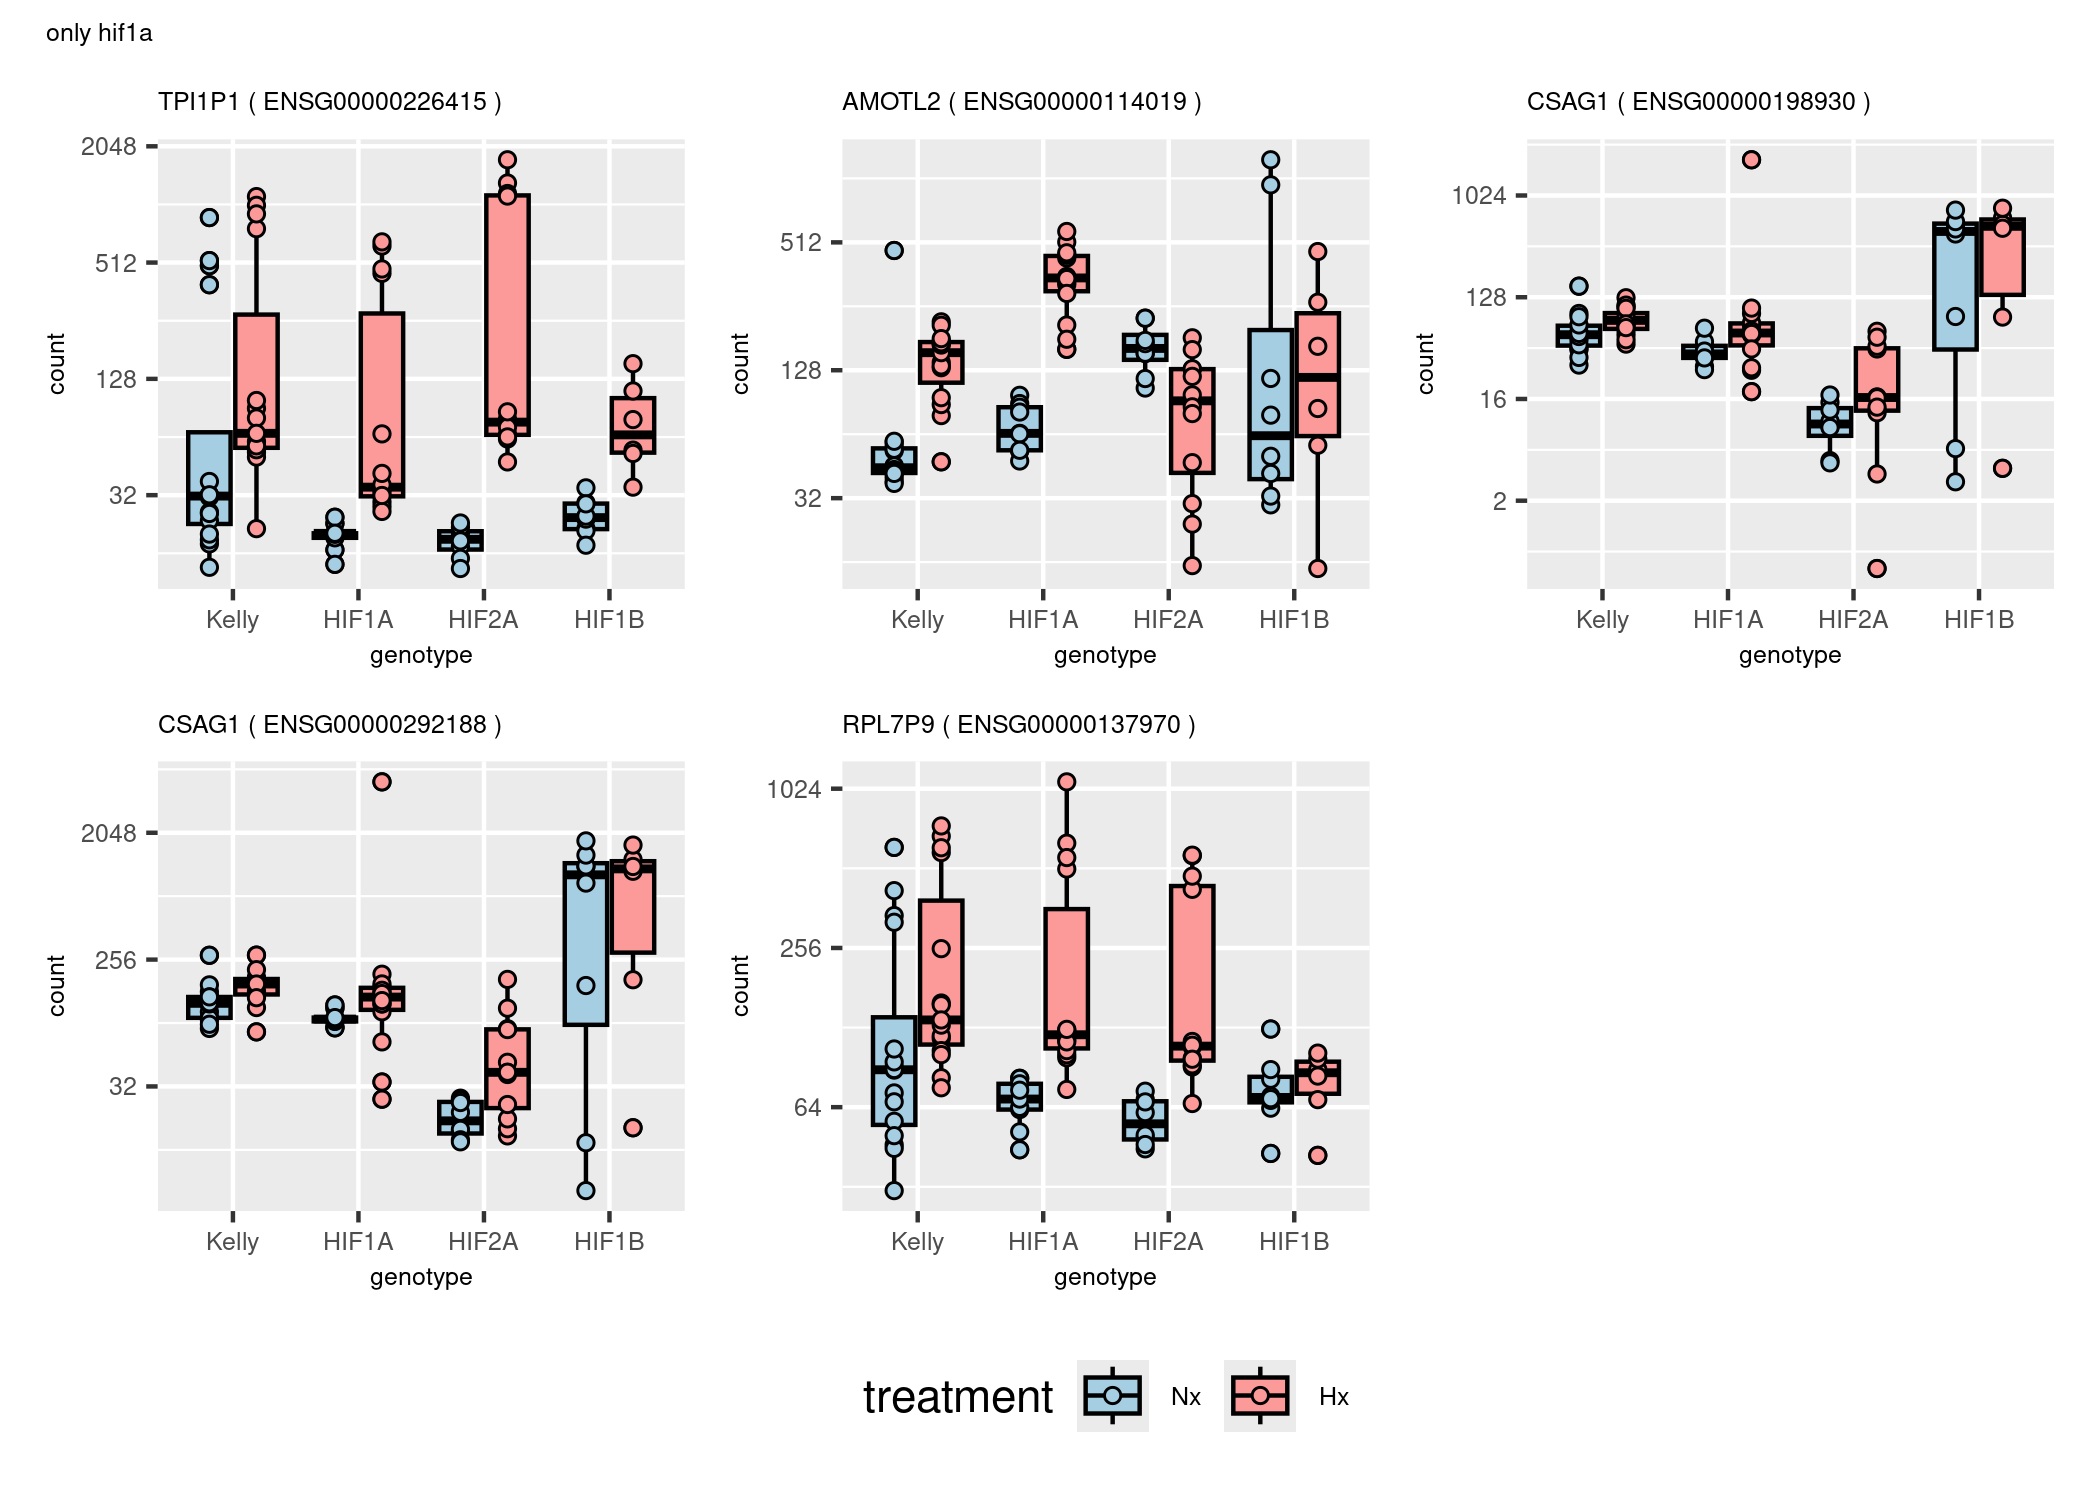 only hif1a
TPI1P1 ( ENSG00000226415 )
2048
512
128
32
count
Kelly HIF1A HIF2A HIF1B
genotype
AMOTL2 ( ENSG00000114019 )
512
128
32
count
Kelly HIF1A HIF2A HIF1B
genotype
CSAG1 ( ENSG00000198930 )
1024
128
16
2
count
Kelly HIF1A HIF2A HIF1B
genotype
CSAG1 ( ENSG00000292188 )
2048
256
32
count
Kelly HIF1A HIF2A HIF1B
genotype
RPL7P9 ( ENSG00000137970 )
1024
256
64
count
Kelly HIF1A HIF2A HIF1B
genotype
treatment Nx Hx